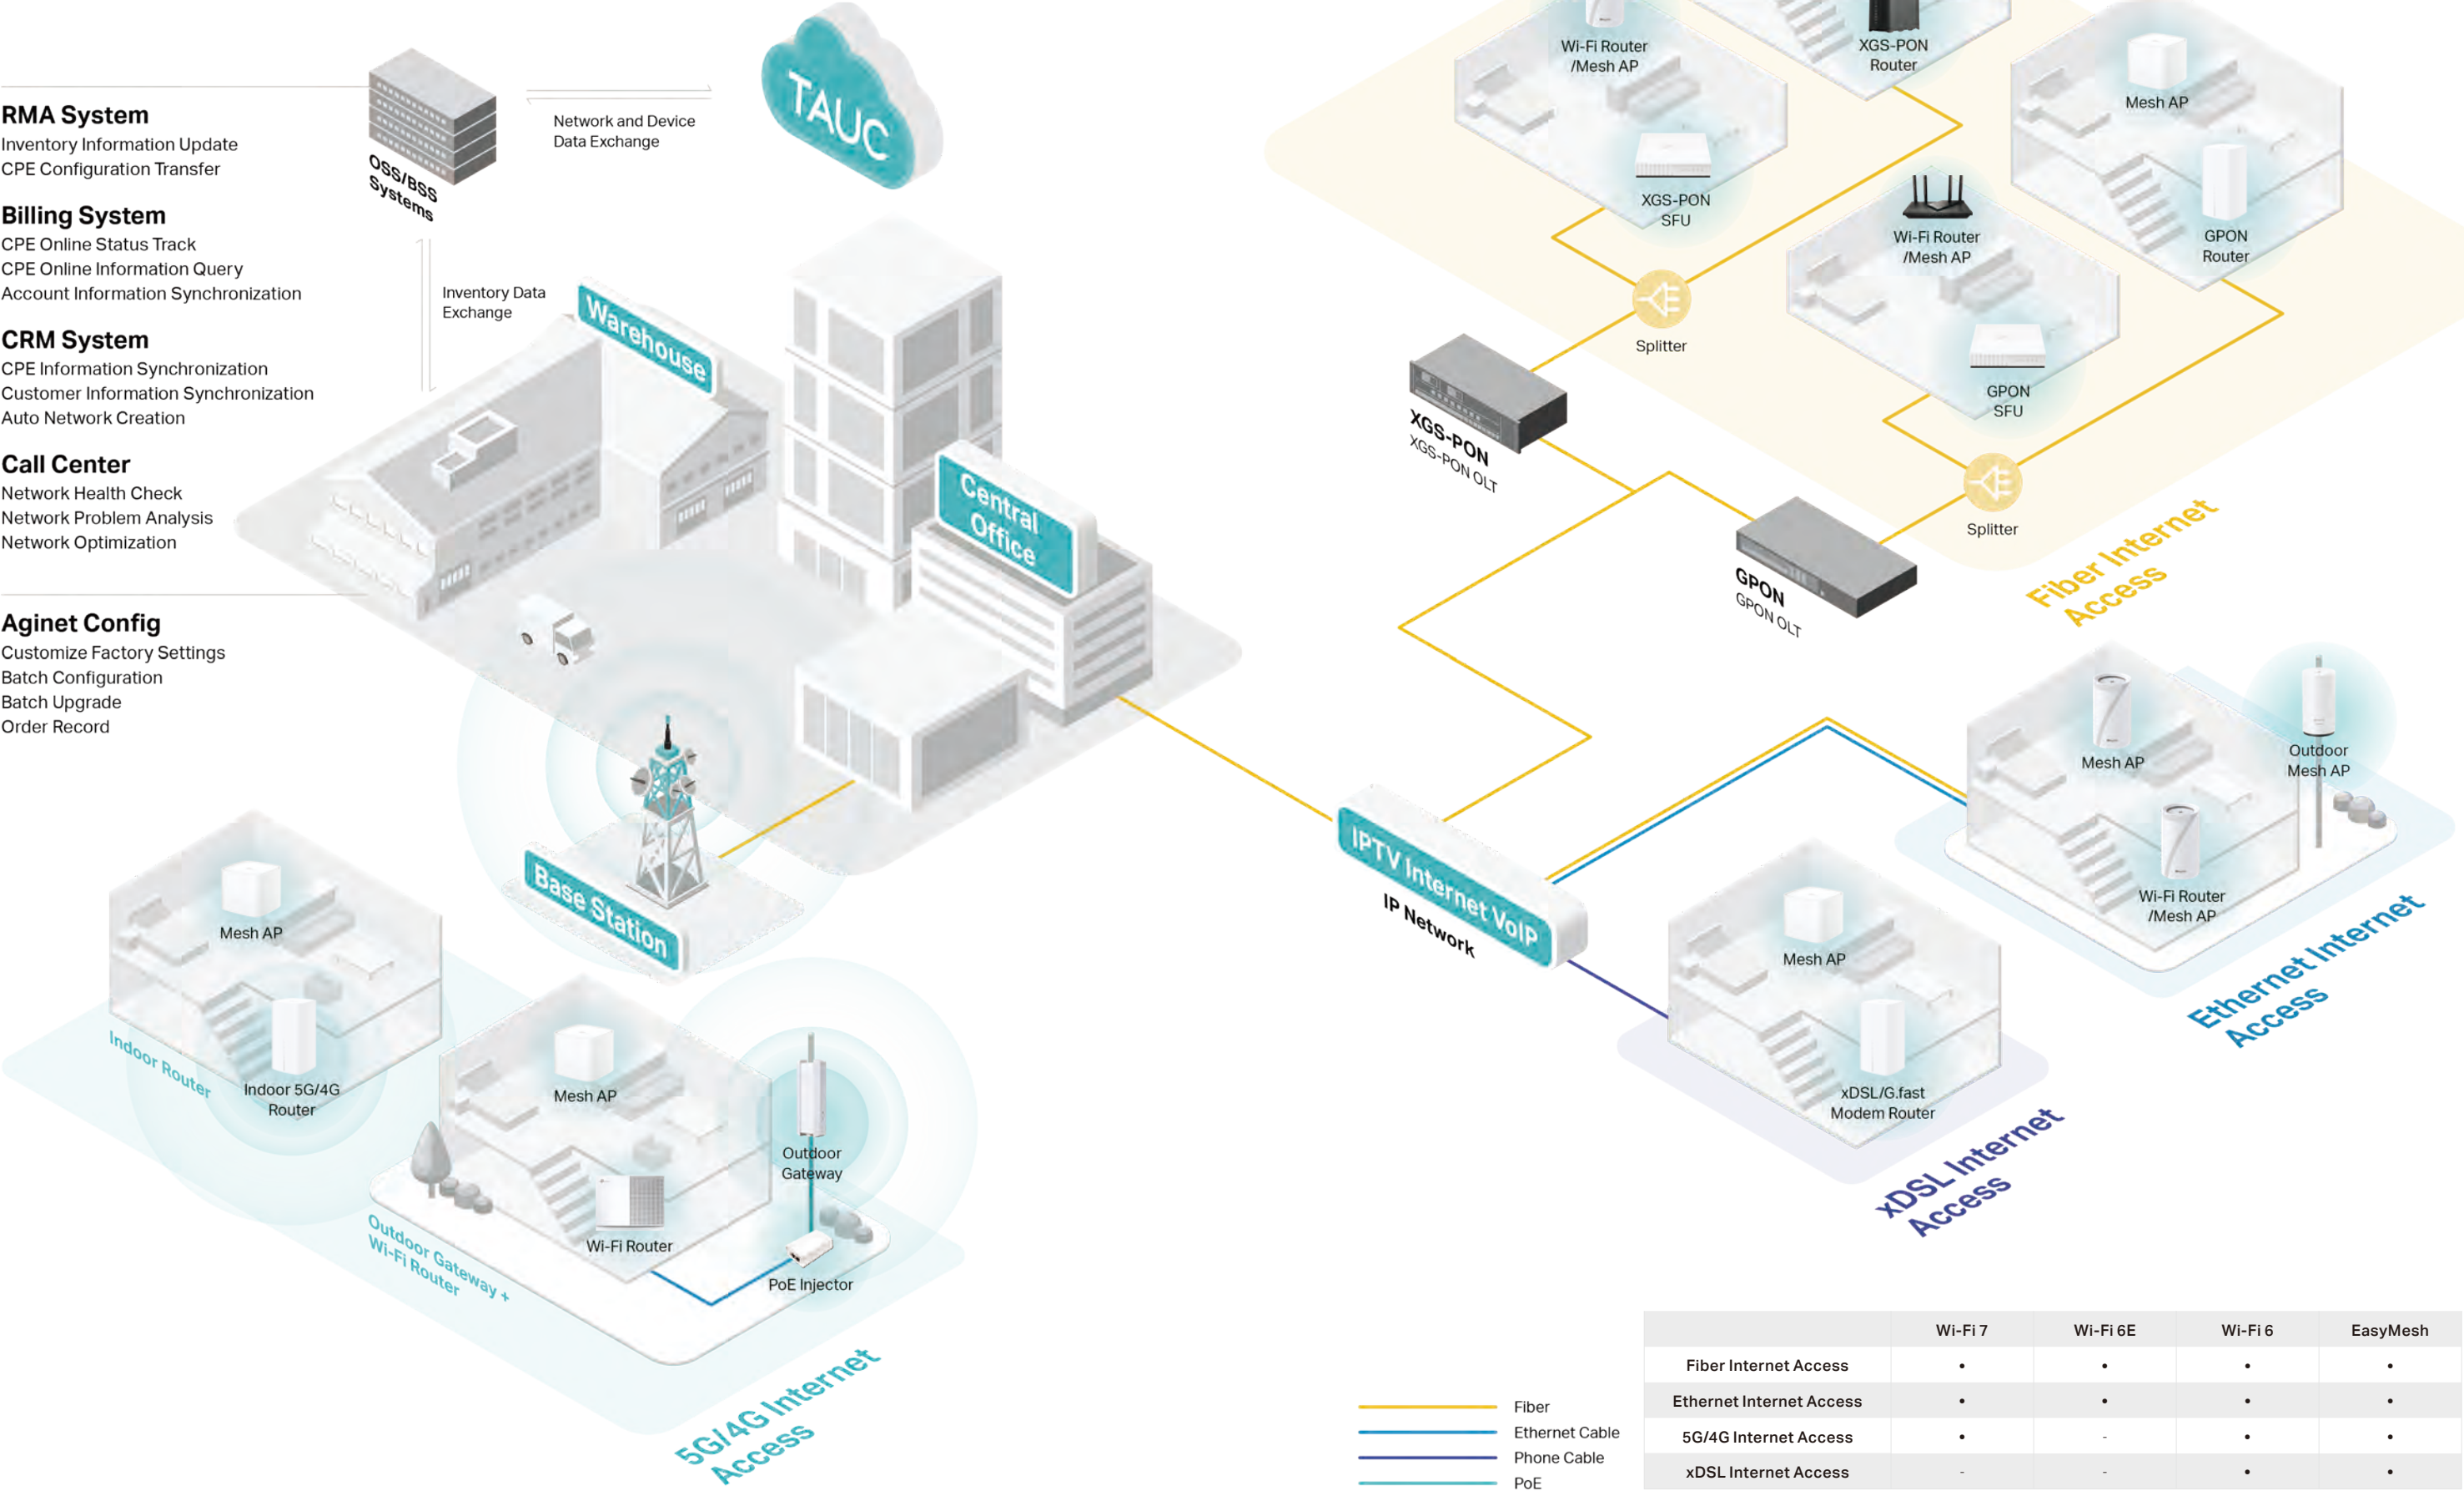 RMA System
Inventory Information Update
CPE Configuration Transfer
Billing System
CPE Online Status Track
CPE Online Information Query
Account Information Synchronization
CRM System
CPE Information Synchronization
Customer Information Synchronization
Auto Network Creation
Call Center
Network Health Check
Network Problem Analysis
Network Optimization
Aginet Config
Customize Factory Settings
Batch Configuration
Batch Upgrade
Order Record
OSS/BSS
Systems
Network and Device
Data Exchange
TAUC
Inventory Data
Exchange
Warehouse
Central
Office
Base Station
Mesh AP
Indoor 5G/4G
Router
Indoor Router
Mesh AP
Wi-Fi Router
Outdoor
Gateway
PoE Injector
Outdoor Gateway +
Wi-Fi Router
5G/4G Internet
Access
Wi-Fi Router
/Mesh AP
XGS-PON
SFU
XGS-PON
Router
Mesh AP
GPON
Router
Wi-Fi Router
/Mesh AP
GPON
SFU
Splitter
Splitter
XGS-PON
XGS-PON OLT
GPON
GPON OLT
Fiber Internet
Access
IPTV Internet VoIP
IP Network
Mesh AP
Outdoor
Mesh AP
Wi-Fi Router
/Mesh AP
Ethernet Internet
Access
Mesh AP
xDSL/G.fast
Modem Router
xDSL Internet
Access
Fiber
Ethernet Cable
Phone Cable
PoE
Wi-Fi 7 Wi-Fi 6E Wi-Fi 6 EasyMesh
Fiber Internet Access • • • •
Ethernet Internet Access • • • •
5G/4G Internet Access • - • •
xDSL Internet Access - - • •